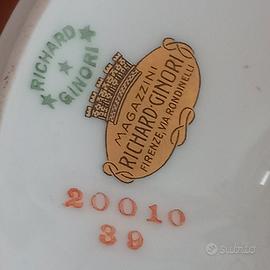 RICHARD
GINORI
MAGAZZINI
RICHARD-GINORI
FIRENZE, VIA RONDINELLI
20010
39
subito